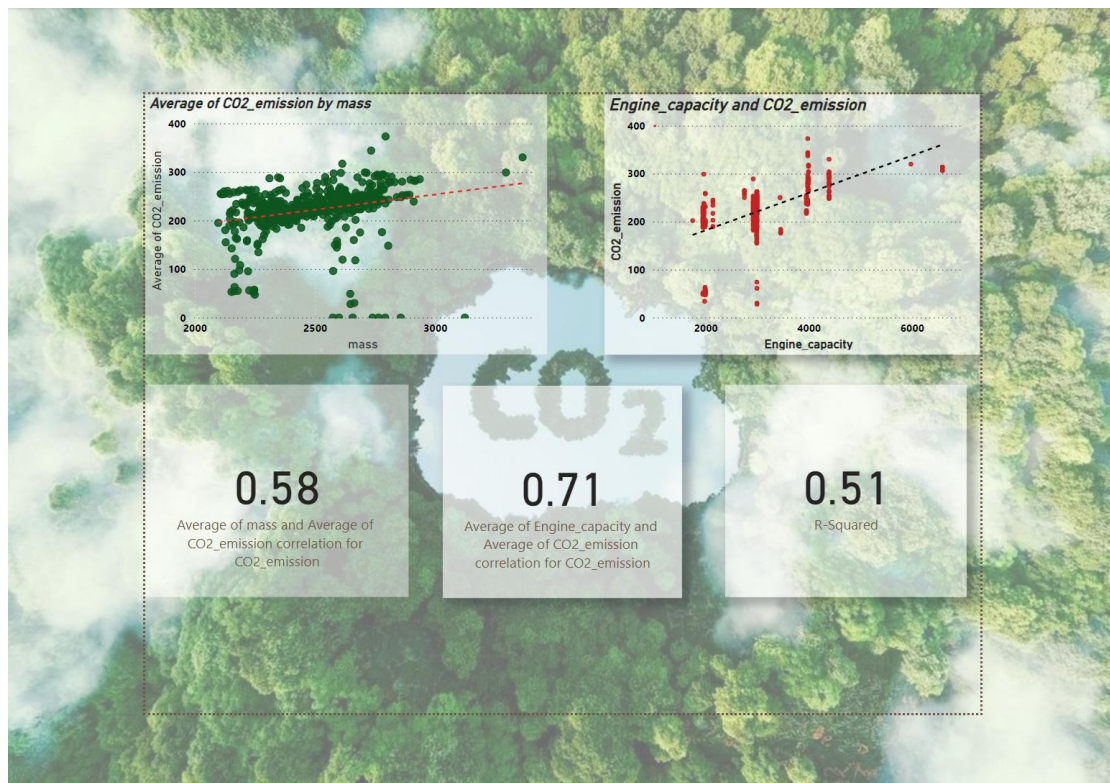 Average of CO2_emission by mass
400
300
200
100
0
Average of CO2_emission
2000
2500
3000
mass
Engine_capacity and CO2_emission
400
300
200
100
0
CO2_emission
2000
4000
6000
Engine_capacity
CO2
0.58
Average of mass and Average of
CO2_emission correlation for
CO2_emission
0.71
Average of Engine_capacity and
Average of CO2_emission
correlation for CO2_emission
0.51
R-Squared